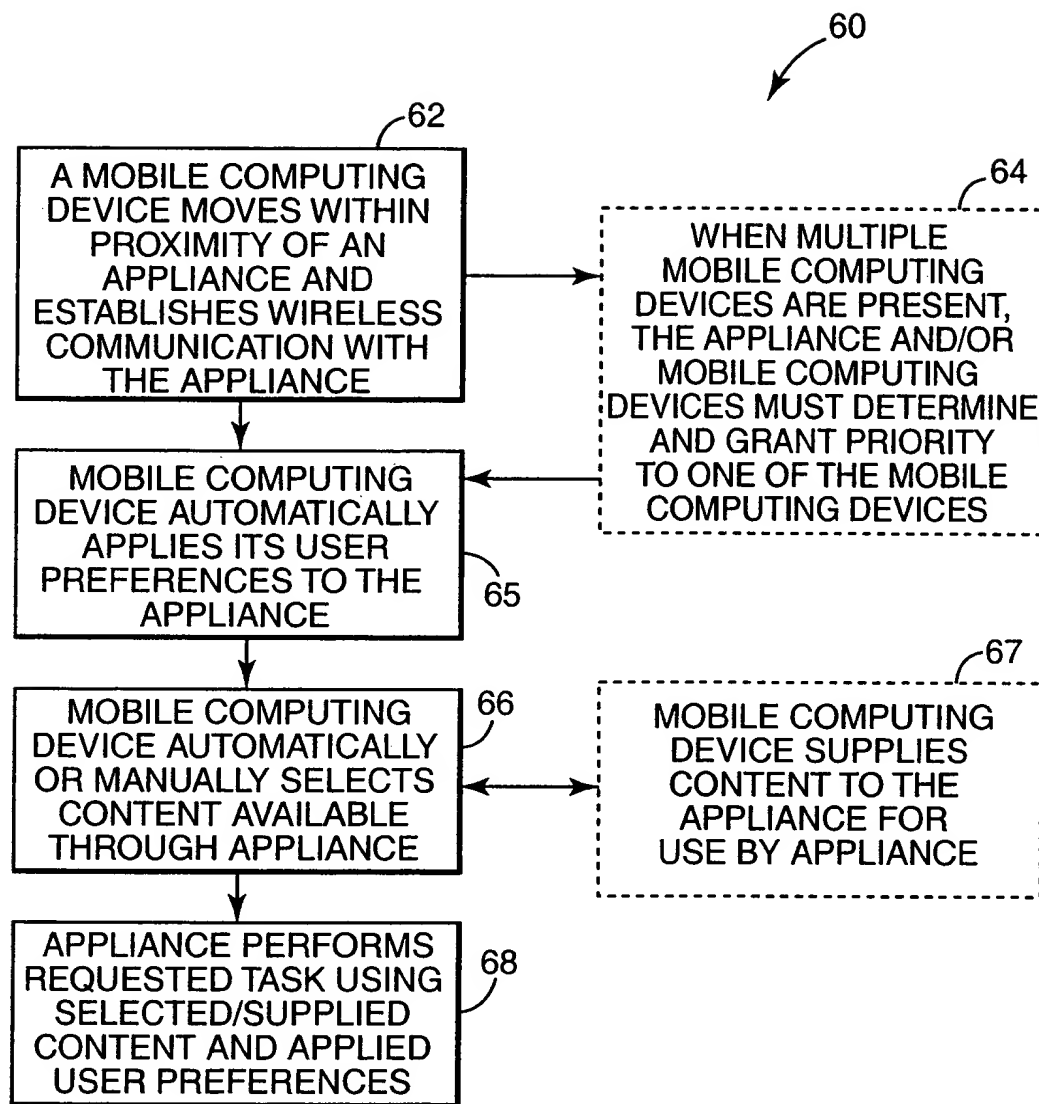 60
62
A MOBILE COMPUTING
DEVICE MOVES WITHIN
PROXIMITY OF AN
APPLIANCE AND
ESTABLISHES WIRELESS
COMMUNICATION WITH
THE APPLIANCE
64
WHEN MULTIPLE
MOBILE COMPUTING
DEVICES ARE PRESENT,
THE APPLIANCE AND/OR
MOBILE COMPUTING
DEVICES MUST DETERMINE
AND GRANT PRIORITY
TO ONE OF THE MOBILE
COMPUTING DEVICES
MOBILE COMPUTING
DEVICE AUTOMATICALLY
APPLIES ITS USER
PREFERENCES TO THE
APPLIANCE
65
MOBILE COMPUTING
DEVICE AUTOMATICALLY
OR MANUALLY SELECTS
CONTENT AVAILABLE
THROUGH APPLIANCE
66
67
MOBILE COMPUTING
DEVICE SUPPLIES
CONTENT TO THE
APPLIANCE FOR
USE BY APPLIANCE
APPLIANCE PERFORMS
REQUESTED TASK USING
SELECTED/SUPPLIED
CONTENT AND APPLIED
USER PREFERENCES
68